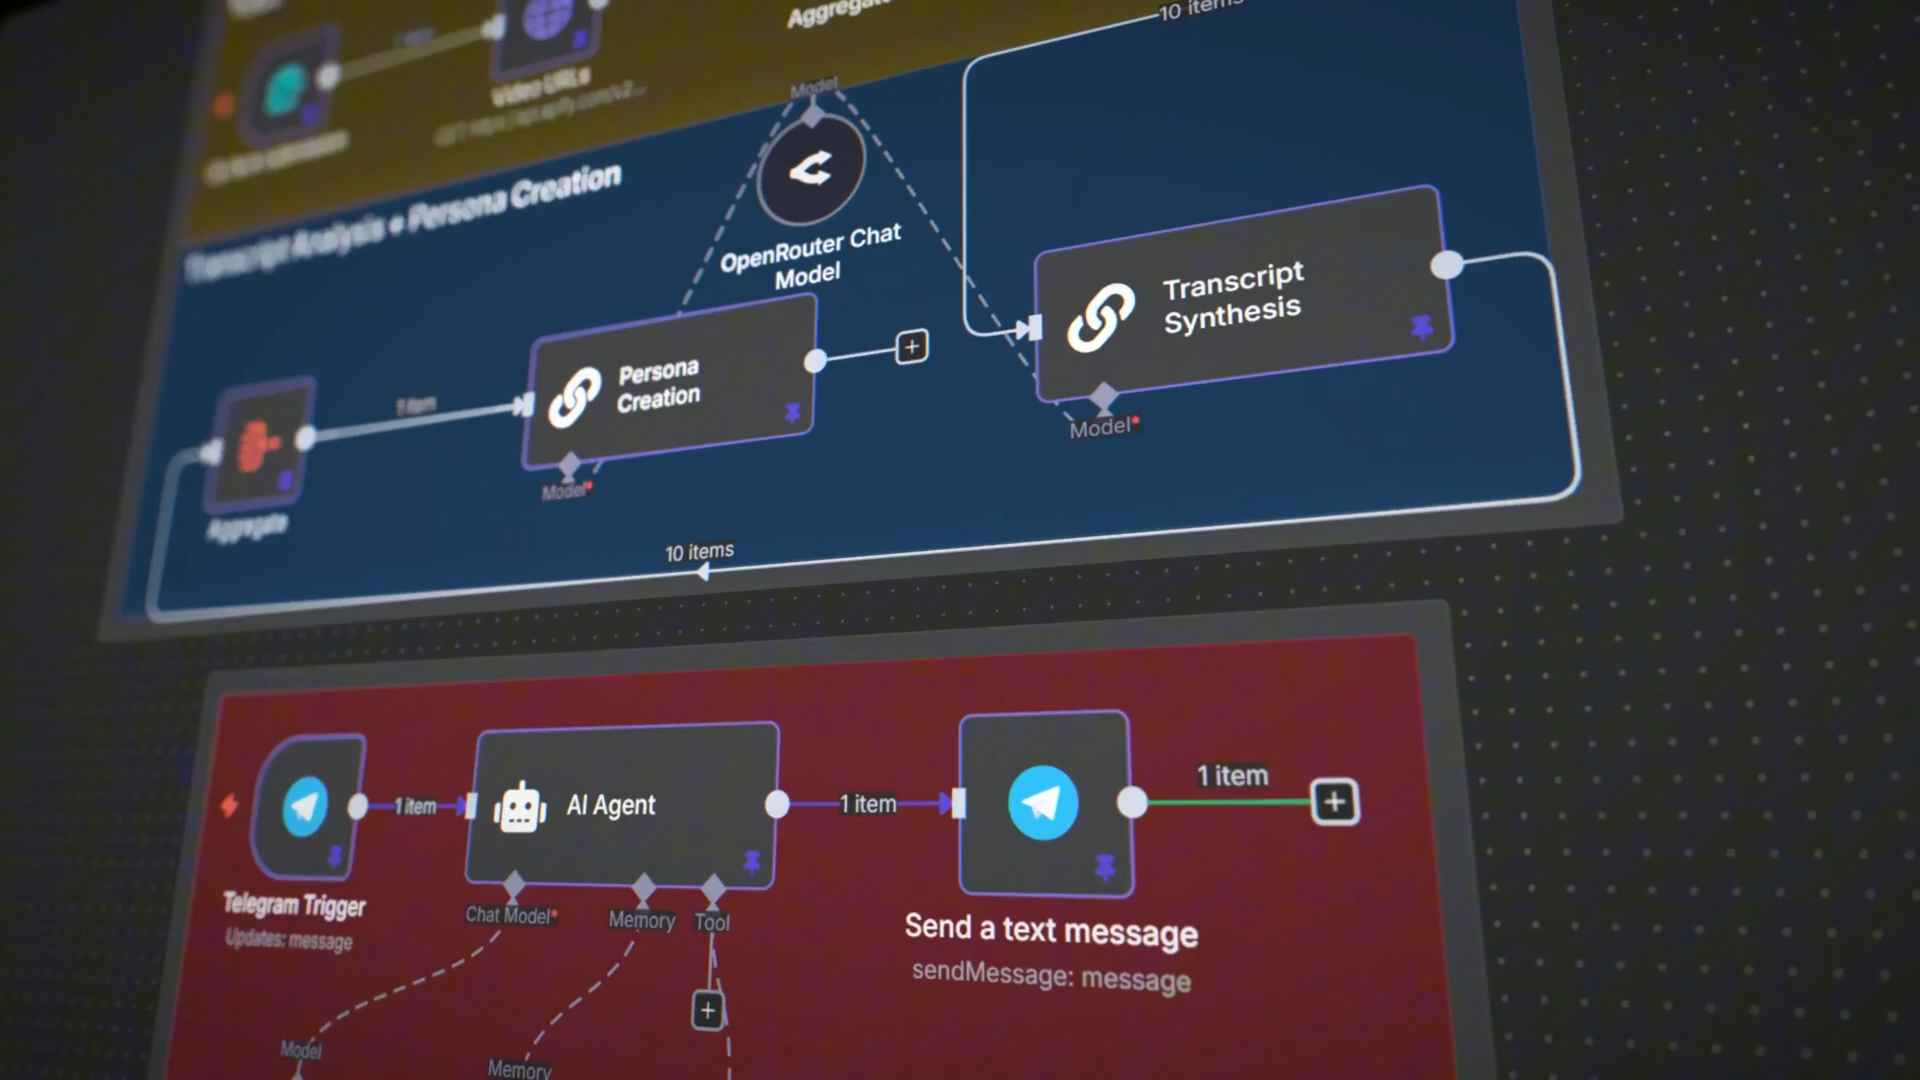 Aggregate
10 items
Video URLs
Model
Transcript Analysis + Persona Creation
OpenRouter Chat
Model
Transcript
Synthesis
Persona
Creation
1 item
Model*
Model*
Aggregate
10 items
1 item
AI Agent
1 item
1 item
Telegram Trigger
Updates: message
Chat Model*
Memory
Tool
Send a text message
sendMessage: message
Model
Memory